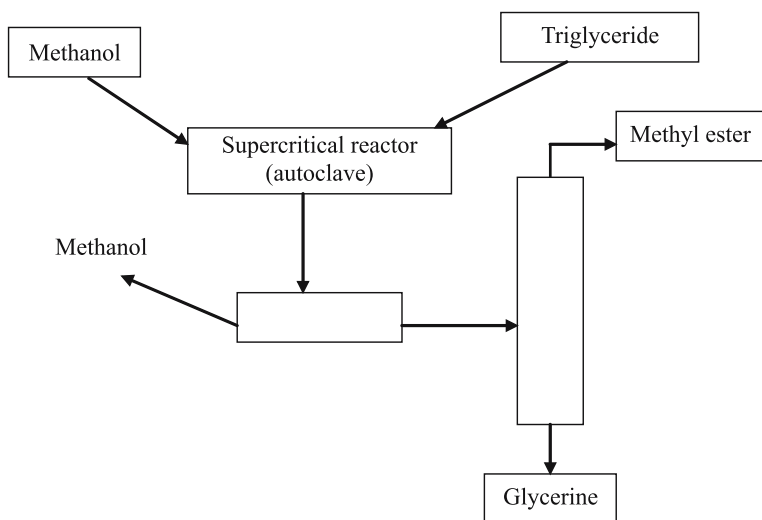 Methanol
Triglyceride
Supercritical reactor
(autoclave)
Methyl ester
Methanol
Glycerine